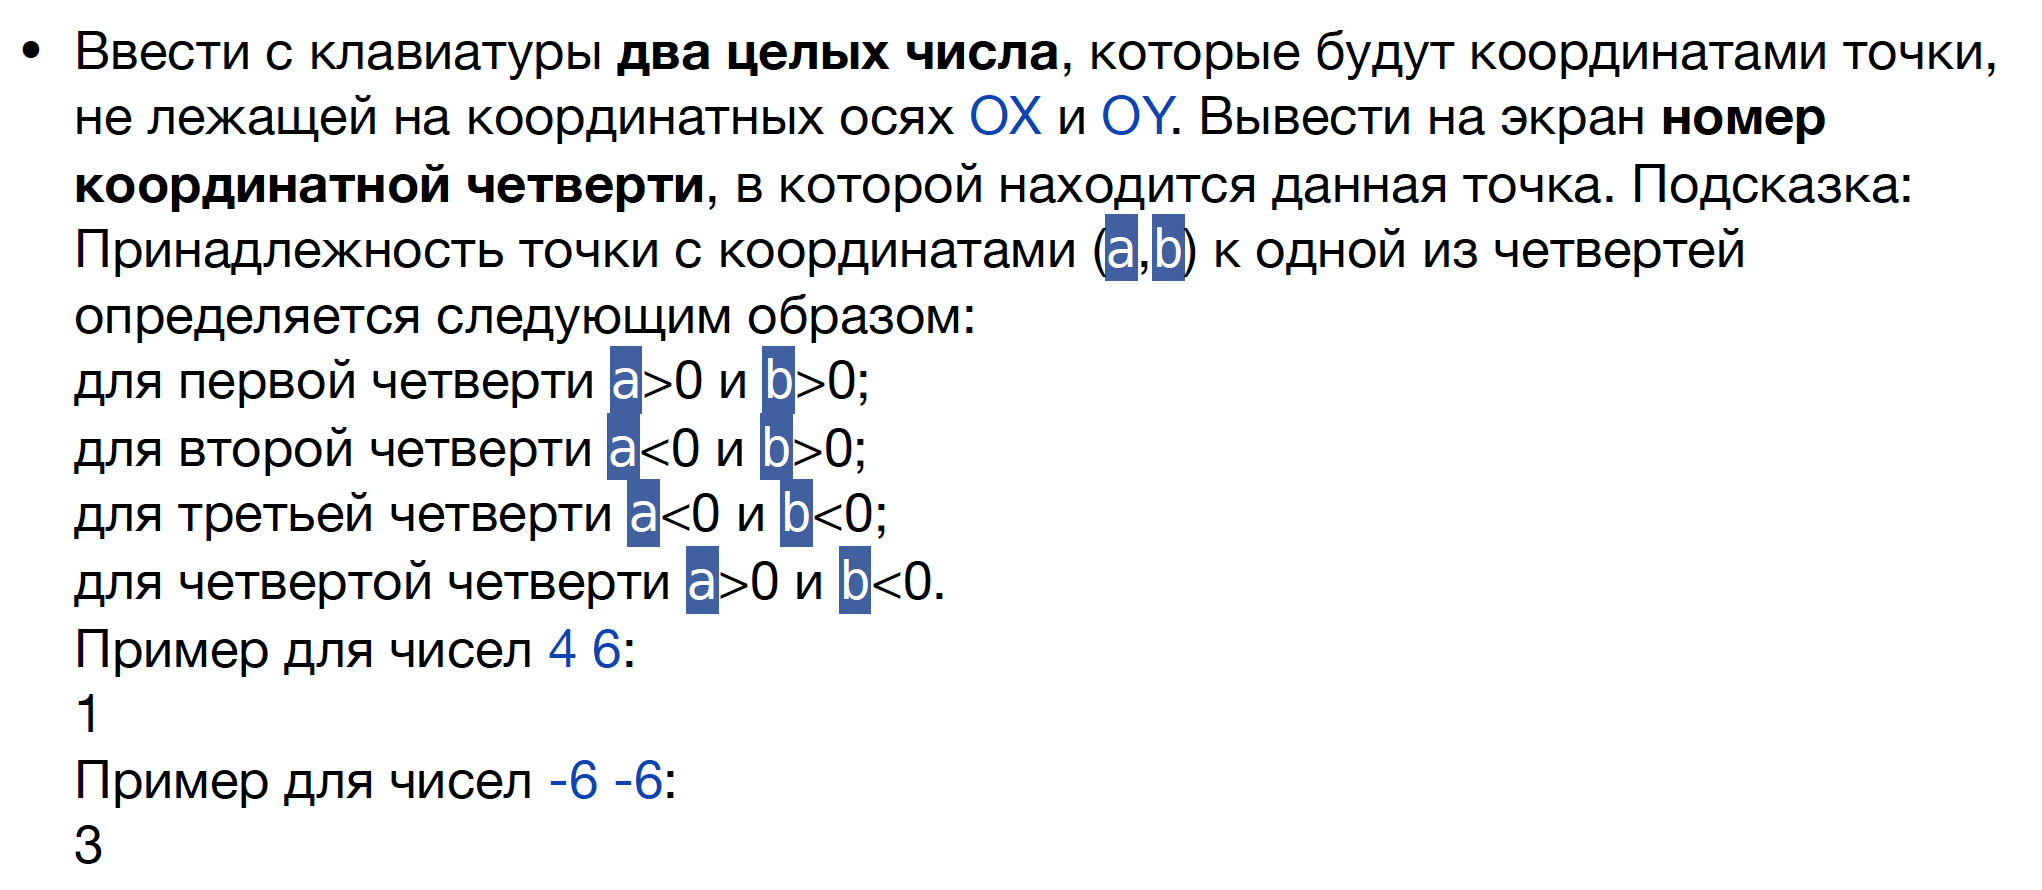 • Ввести с клавиатуры два целых числа, которые будут координатами точки,
не лежащей на координатных осях OX и OY. Вывести на экран номер
координатной четверти, в которой находится данная точка. Подсказка:
Принадлежность точки с координатами (a,b) к одной из четвертей
определяется следующим образом:
для первой четверти a>0 и b>0;
для второй четверти a<0 и b>0;
для третьей четверти a<0 и b<0;
для четвертой четверти a>0 и b<0.
Пример для чисел 4 6:
1
Пример для чисел -6 -6:
3